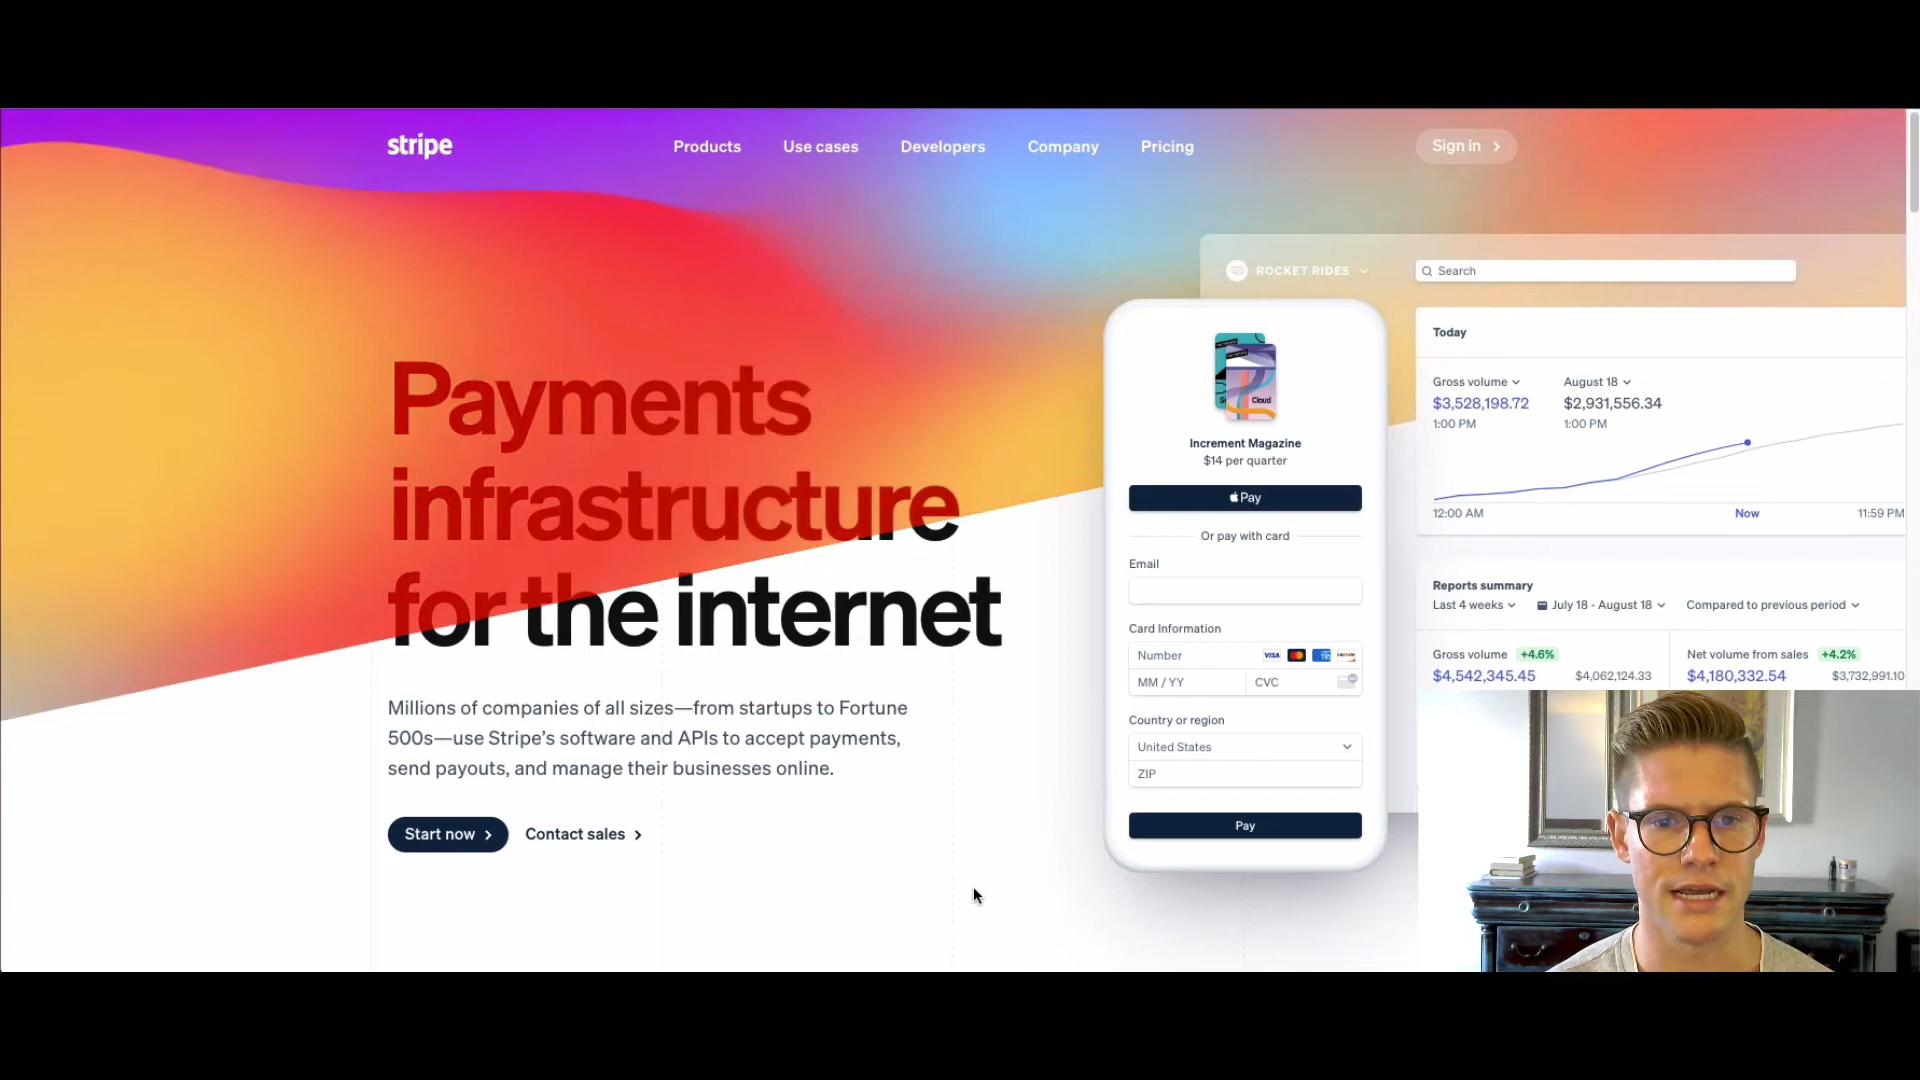 stripe
Products Use cases Developers Company Pricing
Sign in
ROCKET RIDES
Search
Payments
infrastructure
for the internet
Millions of companies of all sizes—from startups to Fortune
500s—use Stripe’s software and APIs to accept payments,
send payouts, and manage their businesses online.
Start now
Contact sales
Cloud
Increment Magazine
$14 per quarter
Pay
Or pay with card
Email
Card Information
Number
VISA
MM / YY
CVC
Country or region
United States
ZIP
Pay
Today
Gross volume August 18
$3,528,198.72 $2,931,556.34
1:00 PM 1:00 PM
12:00 AM Now 11:59 PM
Reports summary
Last 4 weeks July 18 - August 18 Compared to previous period
Gross volume +4.6% Net volume from sales +4.2%
$4,542,345.45 $4,062,124.33 $4,180,332.54 $3,732,991.10